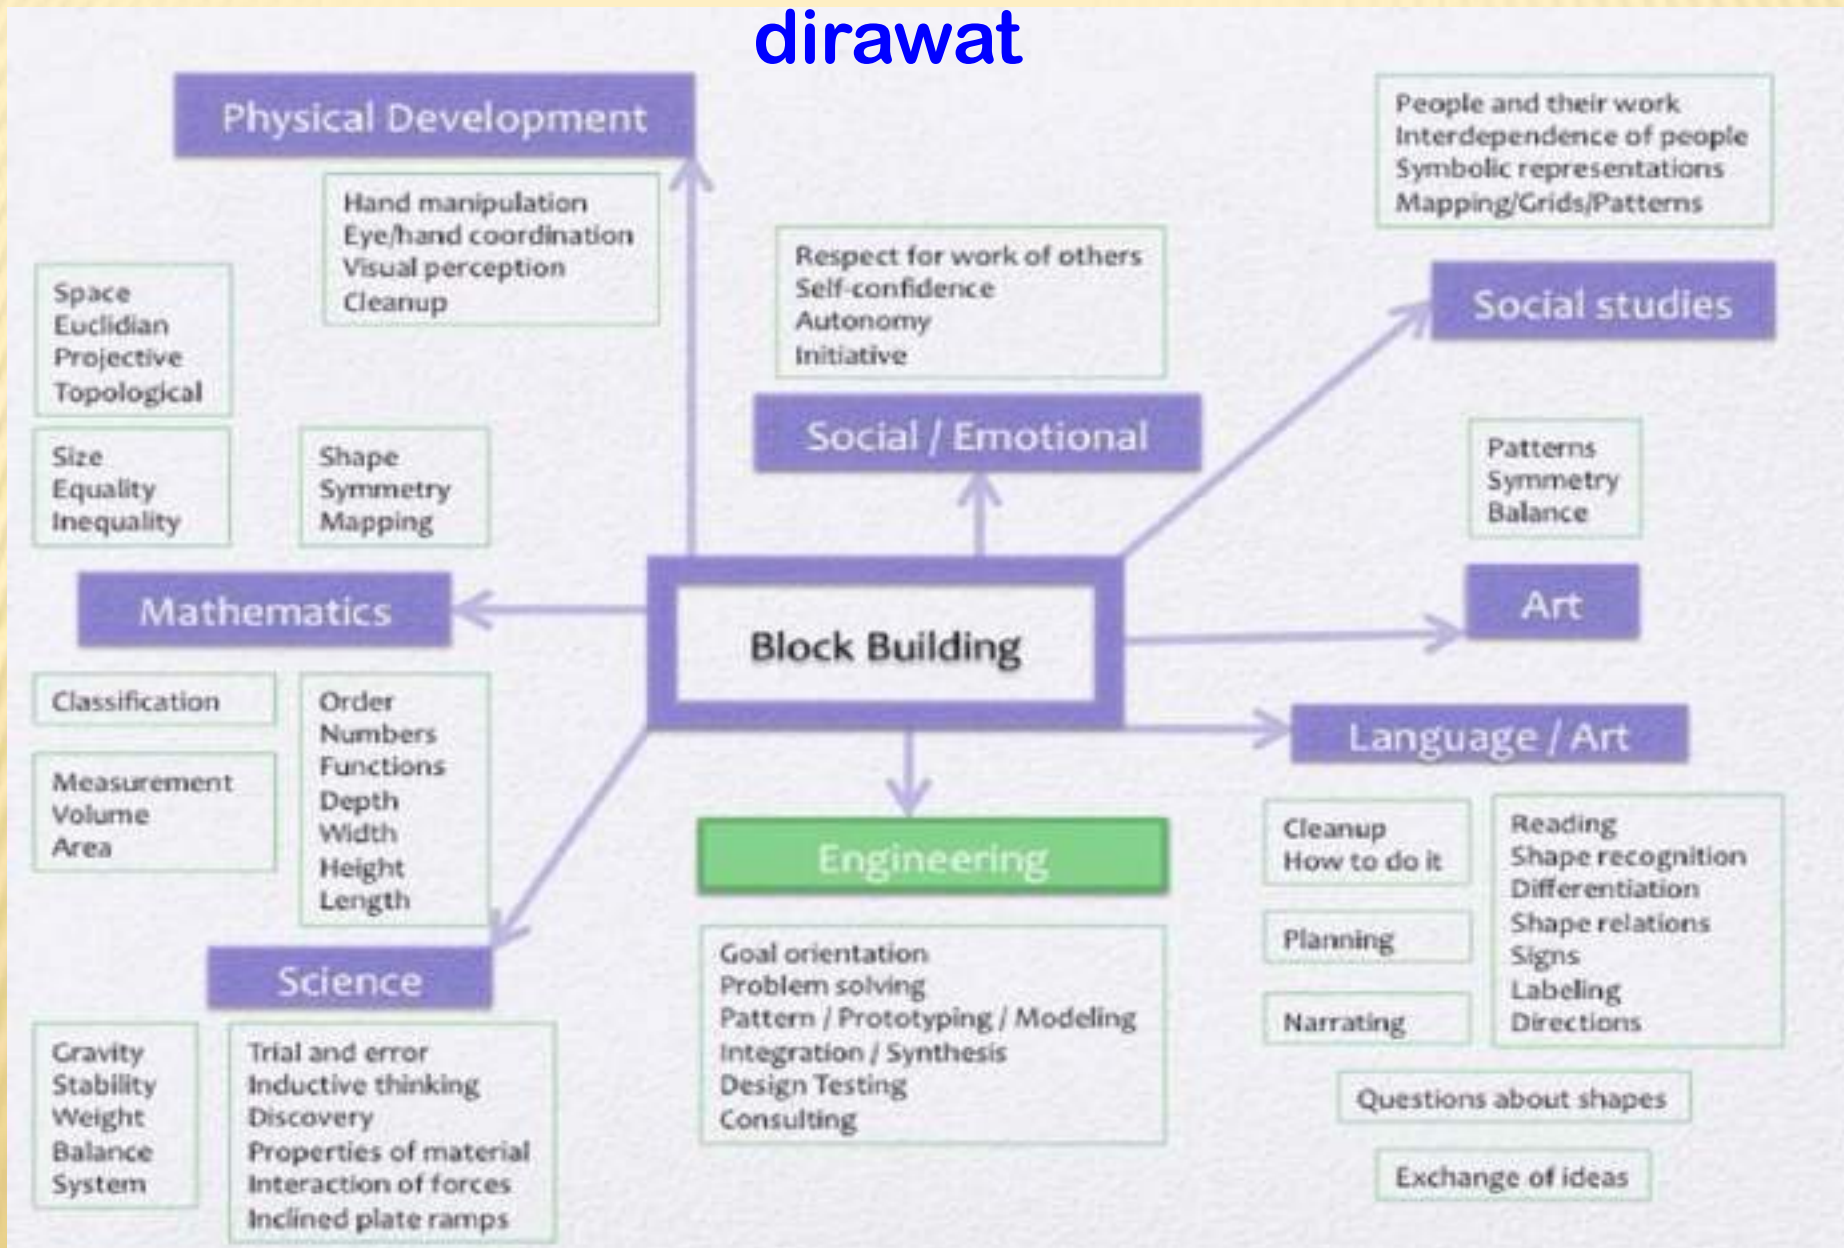 dirawat
Physical Development
Hand manipulation
Eye/hand coordination
Visual perception
Cleanup
Space
Euclidian
Projective
Topological
Size
Equality
Inequality
Shape
Symmetry
Mapping
Mathematics
Classification
Measurement
Volume
Area
Order
Numbers
Functions
Depth
Width
Height
Length
Science
Gravity
Stability
Weight
Balance
System
Trial and error
Inductive thinking
Discovery
Properties of material
Interaction of forces
Inclined plate ramps
Respect for work of others
Self-confidence
Autonomy
Initiative
Social / Emotional
Block Building
Engineering
Goal orientation
Problem solving
Pattern / Prototyping / Modeling
Integration / Synthesis
Design Testing
Consulting
People and their work
Interdependence of people
Symbolic representations
Mapping/Grids/Patterns
Social studies
Patterns
Symmetry
Balance
Art
Language / Art
Cleanup
How to do it
Planning
Narrating
Reading
Shape recognition
Differentiation
Shape relations
Signs
Labeling
Directions
Questions about shapes
Exchange of ideas